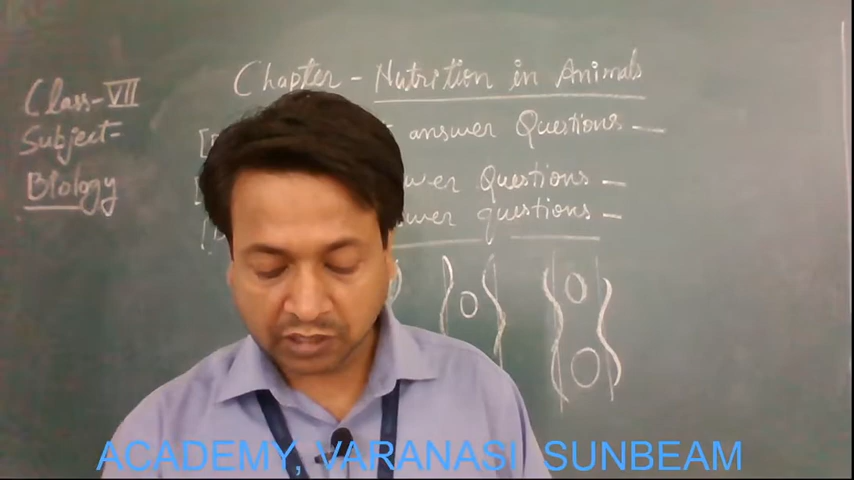 Chapter - Nutrition in Animals
Class-VII
Subject-
Biology
answer Questions -
wer Questions -
wer questions -
ACADEMY, VARANASI SUNBEAM